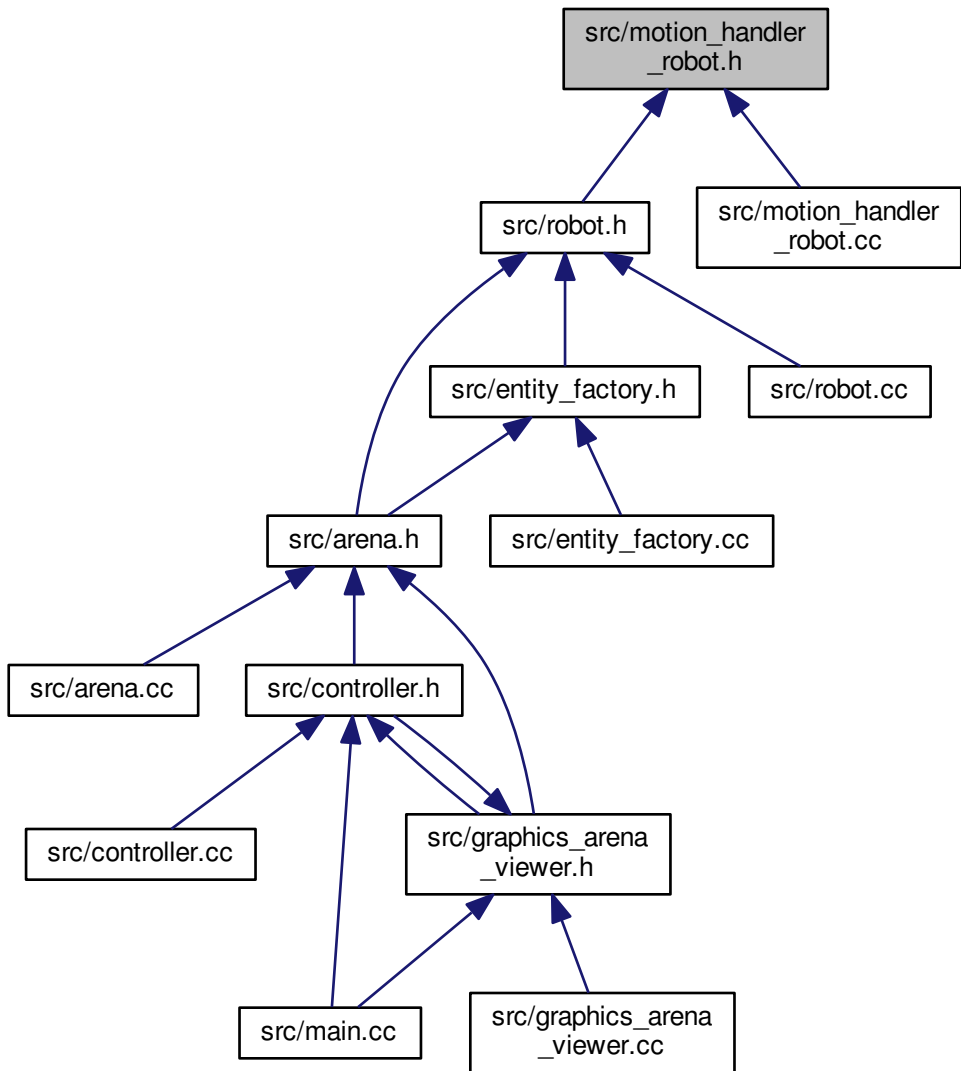 src/motion_handler
_robot.h
src/robot.h
src/motion_handler
_robot.cc
src/entity_factory.h
src/robot.cc
src/arena.h
src/entity_factory.cc
src/arena.cc
src/controller.h
src/controller.cc
src/graphics_arena
_viewer.h
src/main.cc
src/graphics_arena
_viewer.cc